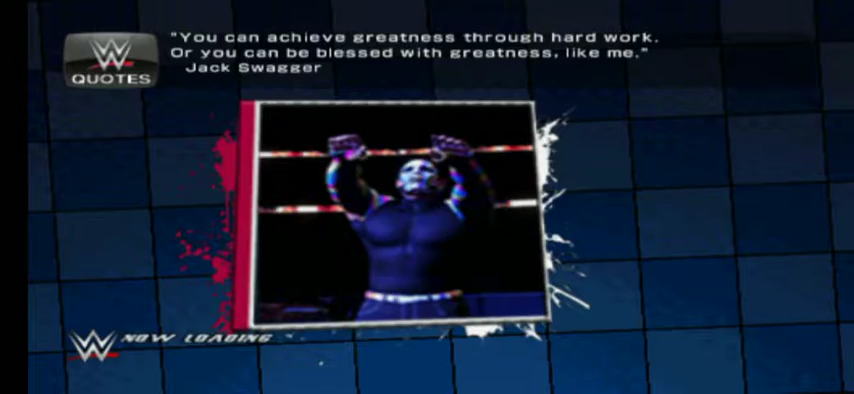 "You can achieve greatness through hard work.
Or you can be blessed with greatness, like me."
Jack Swagger
W
QUOTES
W NOW LOADING